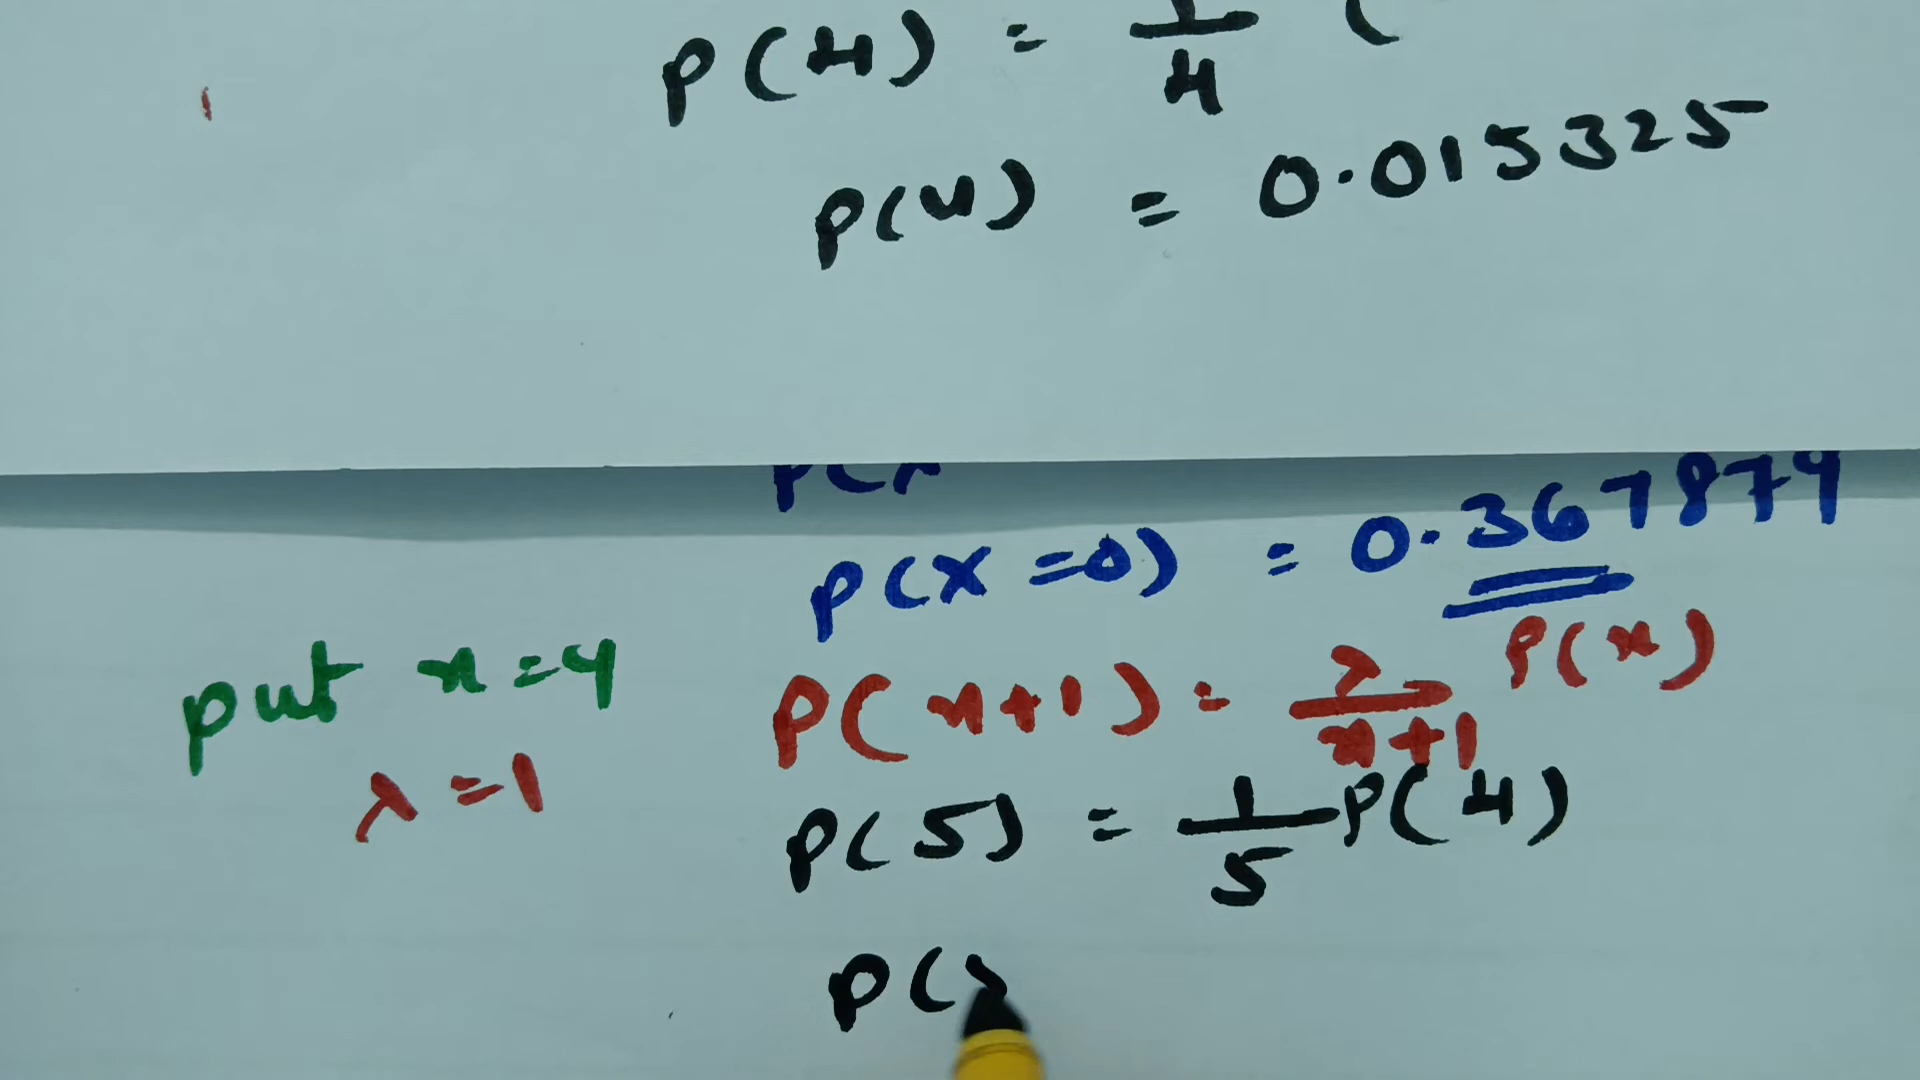 P(4) = 1/4 (
P(4) = 0.015325
P(X=0) = 0.367879
put x=4
P(x+1) = λ/x+1 P(x)
λ=1
P(5) = 1/5 P(4)
P(